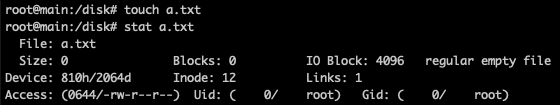 root@main:/disk# touch a.txt
root@main:/disk# stat a.txt
  File: a.txt
  Size: 0               Blocks: 0          IO Block: 4096   regular empty file
Device: 810h/2064d      Inode: 12          Links: 1
Access: (0644/-rw-r--r--)  Uid: (    0/    root)   Gid: (    0/    root)